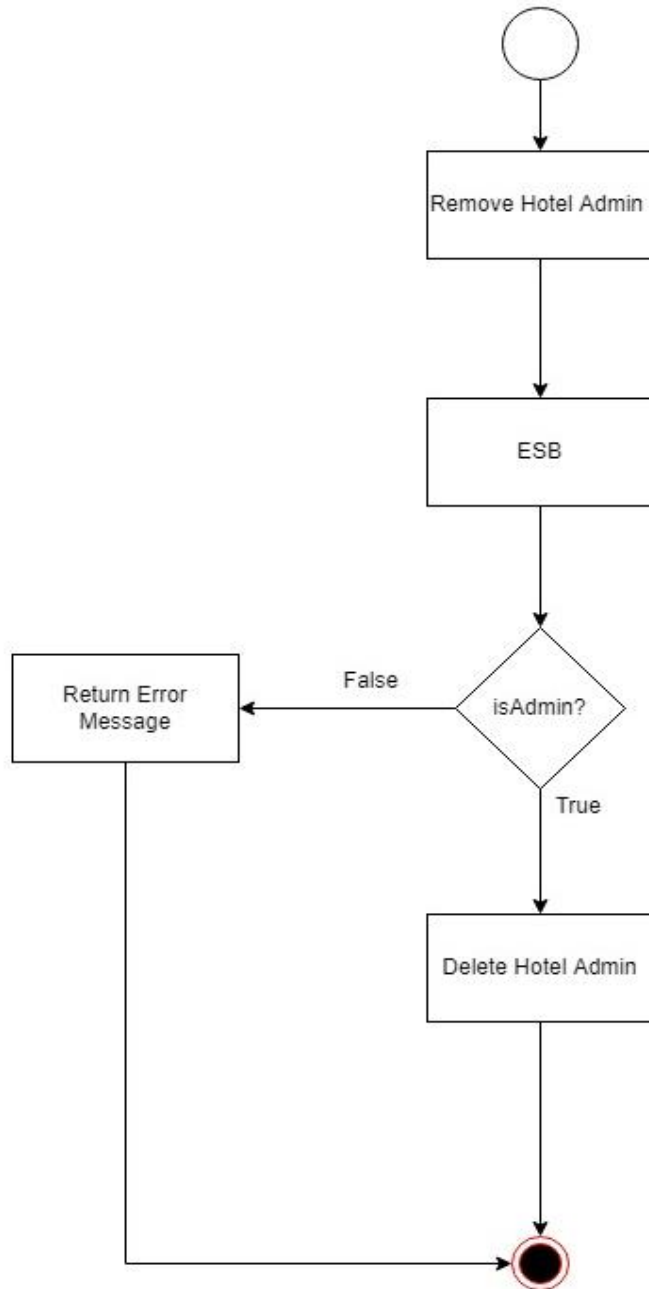 Remove Hotel Admin
ESB
False
isAdmin?
Return Error
Message
True
Delete Hotel Admin